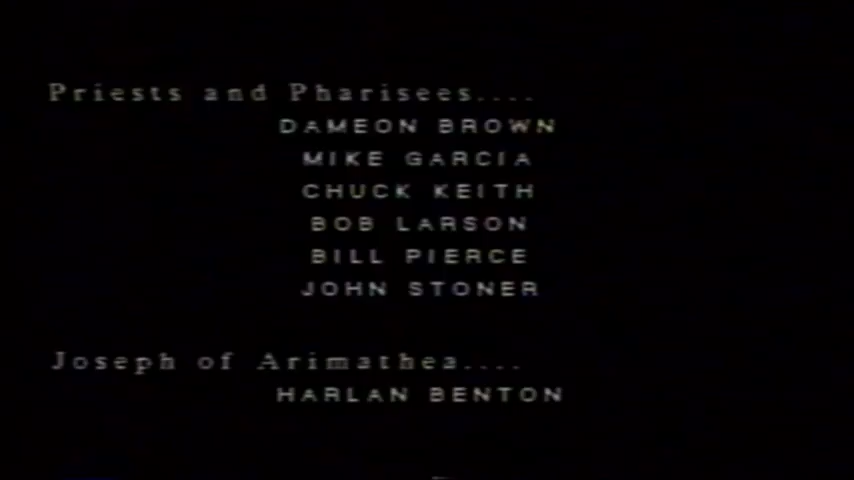 Priests and Pharisees....
DAMEON BROWN
MIKE GARCIA
CHUCK KEITH
BOB LARSON
BILL PIERCE
JOHN STONER
Joseph of Arimathea....
HARLAN BENTON